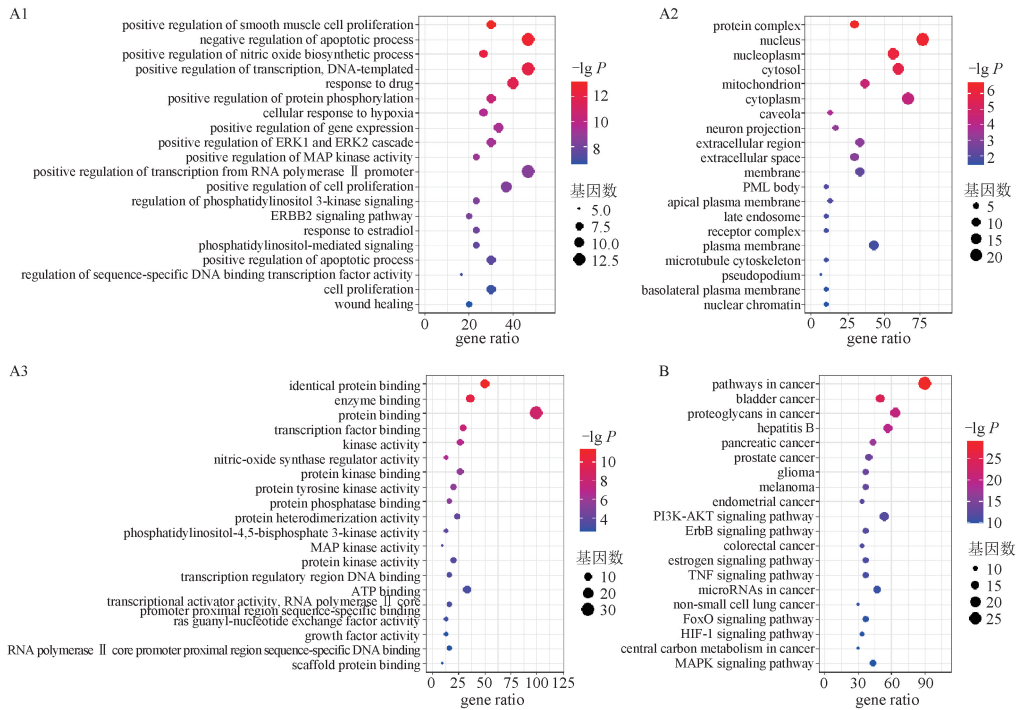 A1
positive regulation of smooth muscle cell proliferation
negative regulation of apoptotic process
positive regulation of nitric oxide biosynthetic process
positive regulation of transcription, DNA-templated
response to drug
positive regulation of protein phosphorylation
cellular response to hypoxia
positive regulation of gene expression
positive regulation of ERK1 and ERK2 cascade
positive regulation of MAP kinase activity
positive regulation of transcription from RNA polymerase Ⅱ promoter
positive regulation of cell proliferation
regulation of phosphatidylinositol 3-kinase signaling
ERBB2 signaling pathway
response to estradiol
phosphatidylinositol-mediated signaling
positive regulation of apoptotic process
regulation of sequence-specific DNA binding transcription factor activity
cell proliferation
wound healing
0 20 40
gene ratio
−lg P
12
10
8
基因数
5.0
7.5
10.0
12.5
A2
protein complex
nucleus
nucleoplasm
cytosol
mitochondrion
cytoplasm
caveola
neuron projection
extracellular region
extracellular space
membrane
PML body
apical plasma membrane
late endosome
receptor complex
plasma membrane
microtubule cytoskeleton
pseudopodium
basolateral plasma membrane
nuclear chromatin
0 25 50 75
gene ratio
−lg P
6
5
4
3
2
基因数
5
10
15
20
A3
identical protein binding
enzyme binding
protein binding
transcription factor binding
kinase activity
nitric-oxide synthase regulator activity
protein kinase binding
protein tyrosine kinase activity
protein phosphatase binding
protein heterodimerization activity
phosphatidylinositol-4,5-bisphosphate 3-kinase activity
MAP kinase activity
protein kinase activity
transcription regulatory region DNA binding
ATP binding
transcriptional activator activity, RNA polymerase Ⅱ core
promoter proximal region sequence-specific binding
ras guanyl-nucleotide exchange factor activity
growth factor activity
RNA polymerase Ⅱ core promoter proximal region sequence-specific DNA binding
scaffold protein binding
0 25 50 75 100 125
gene ratio
−lg P
10
8
6
4
基因数
10
20
30
B
pathways in cancer
bladder cancer
proteoglycans in cancer
hepatitis B
pancreatic cancer
prostate cancer
glioma
melanoma
endometrial cancer
PI3K-AKT signaling pathway
ErbB signaling pathway
colorectal cancer
estrogen signaling pathway
TNF signaling pathway
microRNAs in cancer
non-small cell lung cancer
FoxO signaling pathway
HIF-1 signaling pathway
central carbon metabolism in cancer
MAPK signaling pathway
0 30 60 90
gene ratio
−lg P
25
20
15
10
基因数
10
15
20
25